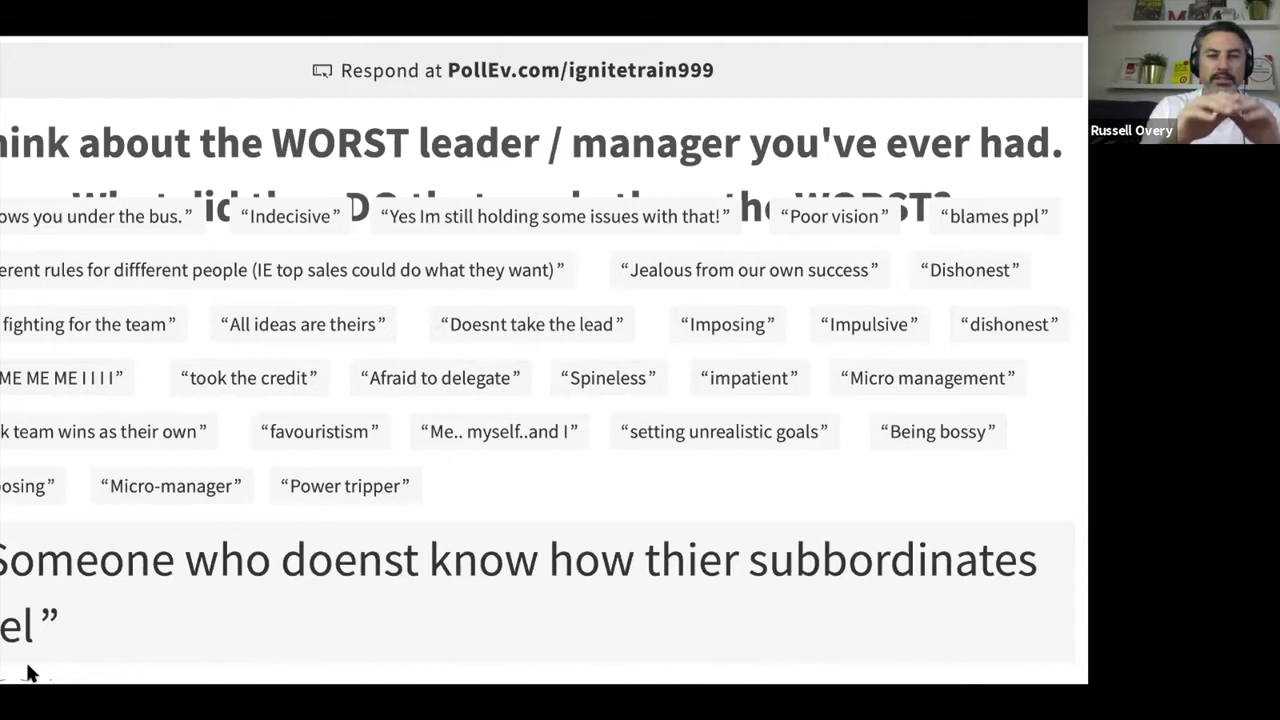 Respond at PollEv.com/ignitetrain999
hink about the WORST leader / manager you've ever had.
ows you under the bus.” “Indecisive” “Yes Im still holding some issues with that!” “Poor vision” “blames ppl”
erent rules for diffferent people (IE top sales could do what they want)” “Jealous from our own success” “Dishonest”
fighting for the team” “All ideas are theirs” “Doesnt take the lead” “Imposing” “Impulsive” “dishonest”
ME ME ME I I I I” “took the credit” “Afraid to delegate” “Spineless” “impatient” “Micro management”
k team wins as their own” “favouristism” “Me.. myself..and I” “setting unrealistic goals” “Being bossy”
osing” “Micro-manager” “Power tripper”
Someone who doenst know how thier subbordinates
el”
Russell Overy